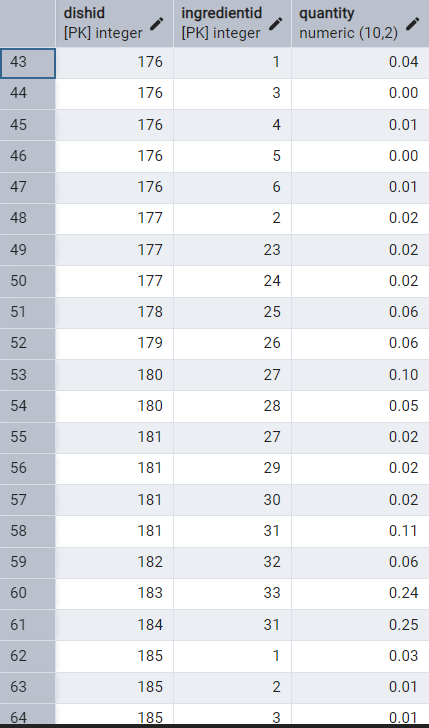 dishid ingredientid quantity
[PK] integer [PK] integer numeric (10,2)
43 176 1 0.04
44 176 3 0.00
45 176 4 0.01
46 176 5 0.00
47 176 6 0.01
48 177 2 0.02
49 177 23 0.02
50 177 24 0.02
51 178 25 0.06
52 179 26 0.06
53 180 27 0.10
54 180 28 0.05
55 181 27 0.02
56 181 29 0.02
57 181 30 0.02
58 181 31 0.11
59 182 32 0.06
60 183 33 0.24
61 184 31 0.25
62 185 1 0.03
63 185 2 0.01
64 185 3 0.01